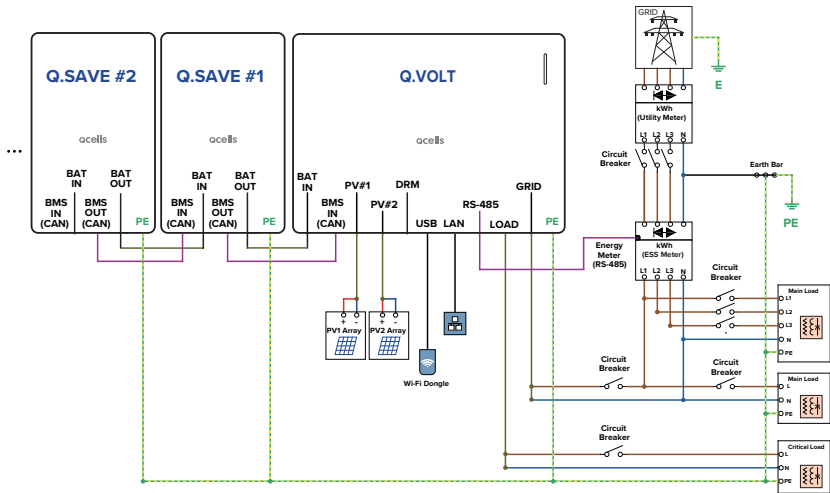 GRID
Q.SAVE #2
Q.SAVE #1
Q.VOLT
E
kWh
(Utility Meter)
qcells
qcells
qcells
L1 L2 L3 N
...
Circuit
Breaker
Earth Bar
BAT
IN
BAT
OUT
BAT
IN
BAT
OUT
BAT
IN
PV#1
DRM
GRID
BMS
IN
(CAN)
BMS
OUT
(CAN)
PE
BMS
IN
(CAN)
BMS
OUT
(CAN)
PE
BMS
IN
(CAN)
PV#2
USB
LAN
RS-485
LOAD
PE
PE
Energy
Meter
(RS-485)
kWh
(ESS Meter)
L1 L2 L3 N
Circuit
Breaker
Main Load
L1
L2
L3
N
PE
+ -
PV1 Array
+ -
PV2 Array
Wi-Fi Dongle
Circuit
Breaker
Circuit
Breaker
Main Load
L
N
PE
Circuit
Breaker
Critical Load
L
N
PE